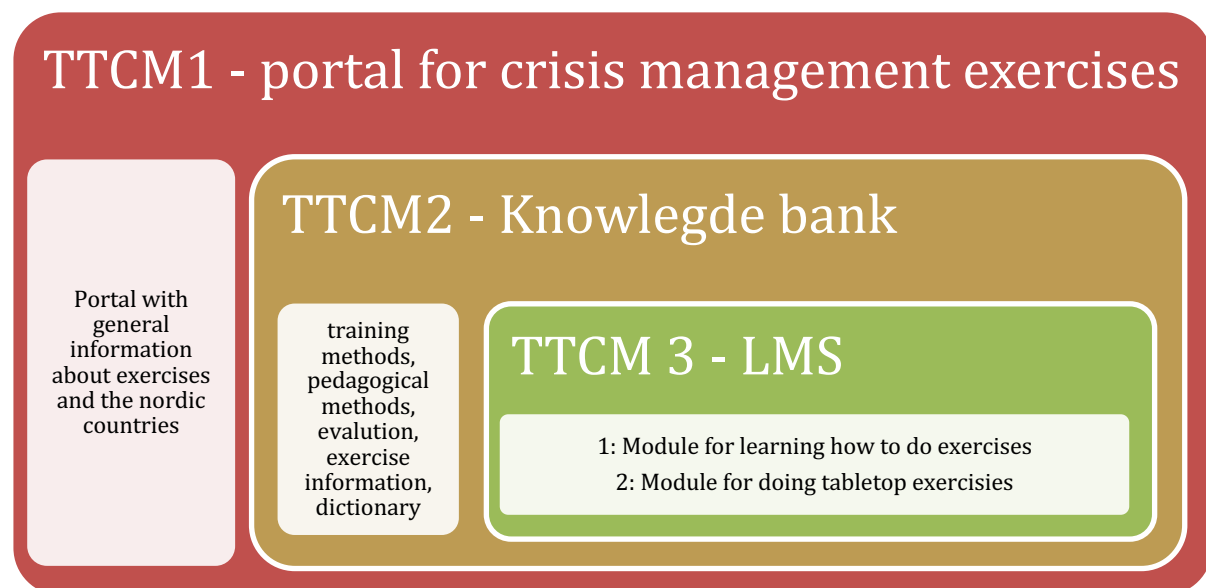 TTCM1 - portal for crisis management exercises
Portal with
general
information
about exercises
and the nordic
countries
TTCM2 - Knowlegde bank
training
methods,
pedagogical
methods,
evalution,
exercise
information,
dictionary
TTCM 3 - LMS
1: Module for learning how to do exercises
2: Module for doing tabletop exercisies